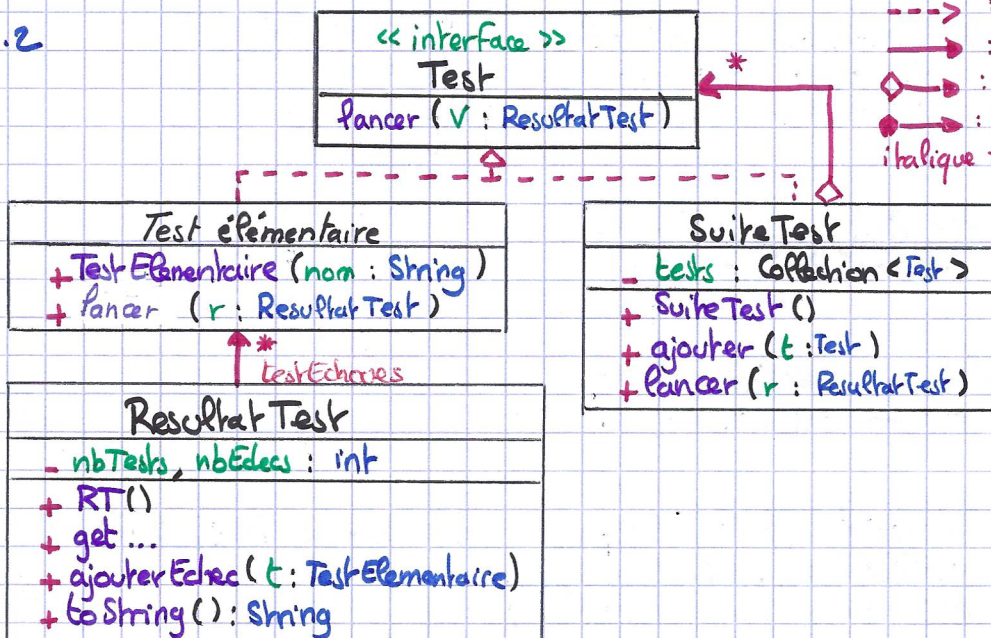 .2
<< interface >>
Test
lancer (V : ResultatTest)
*
:
:
:
italique
Test élémentaire
+ TestElementaire (nom : String)
+ lancer (r : ResultatTest)
SuiteTest
- tests : Collection <Test>
+ SuiteTest ()
+ ajouter (t : Test)
+ lancer (r : ResultatTest)
*
testEchoues
ResultatTest
- nbTests, nbEchecs : int
+ RT()
+ get ...
+ ajouterEchec (t : TestElementaire)
+ toString () : String